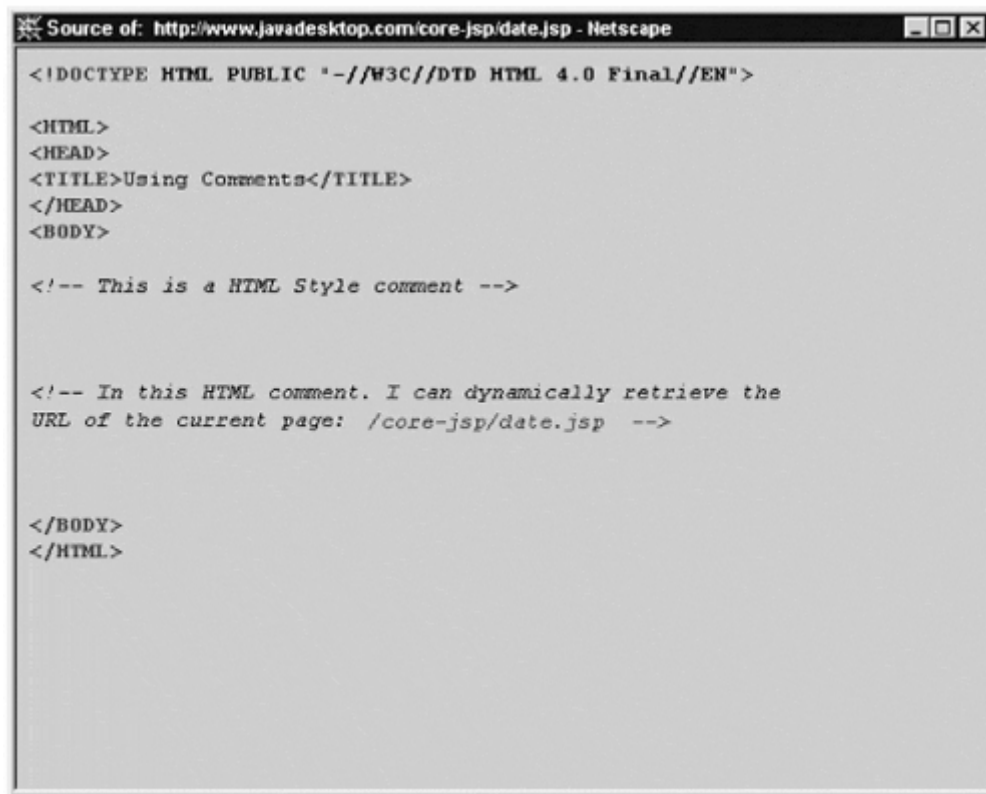 Source of: http://www.javadesktop.com/core-jsp/date.jsp - Netscape
<!DOCTYPE HTML PUBLIC "-//W3C//DTD HTML 4.0 Final//EN">
<HTML>
<HEAD>
<TITLE>Using Comments</TITLE>
</HEAD>
<BODY>
<!-- This is a HTML Style comment -->
<!-- In this HTML comment. I can dynamically retrieve the
URL of the current page: /core-jsp/date.jsp -->
</BODY>
</HTML>